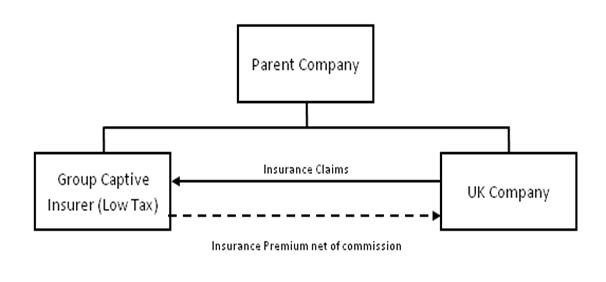 Parent Company
Group Captive
Insurer (Low Tax)
Insurance Claims
UK Company
Insurance Premium net of commission